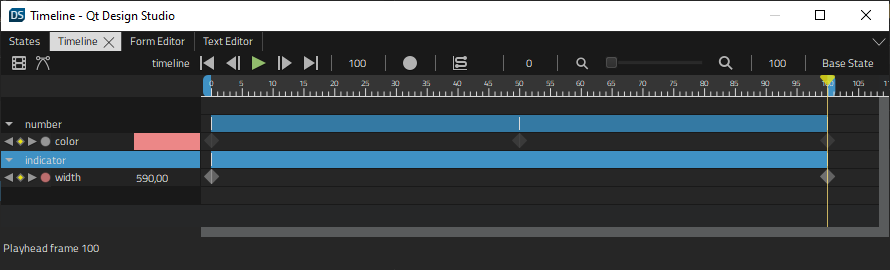 DS Timeline - Qt Design Studio
States Timeline Form Editor Text Editor
timeline 100 0 100 Base State
0 5 10 15 20 25 30 35 40 45 50 55 60 65 70 75 80 85 90 95 100 105
number
color
indicator
width 590,00
Playhead frame 100